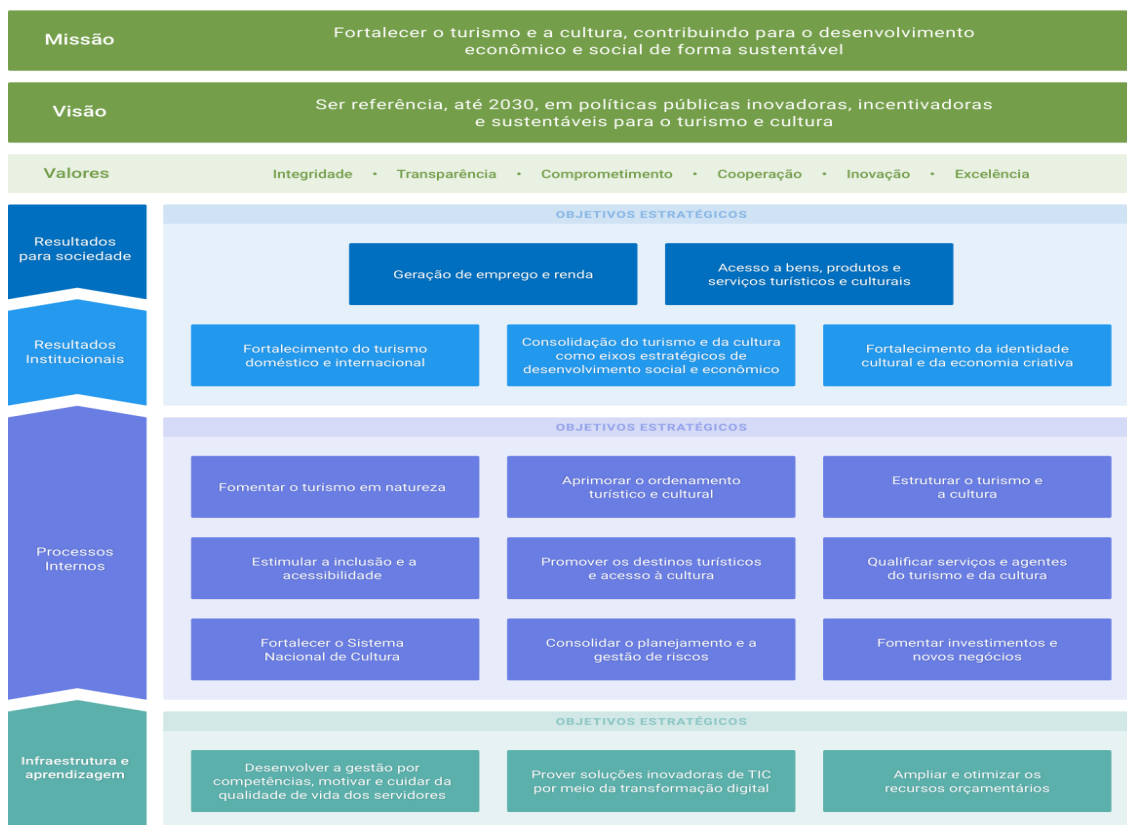 Missão
Fortalecer o turismo e a cultura, contribuindo para o desenvolvimento
econômico e social de forma sustentável
Visão
Ser referência, até 2030, em políticas públicas inovadoras, incentivadoras
e sustentáveis para o turismo e cultura
Valores
Integridade • Transparência • Comprometimento • Cooperação • Inovação • Excelência
Resultados
para sociedade
OBJETIVOS ESTRATÉGICOS
Geração de emprego e renda
Acesso a bens, produtos e
serviços turísticos e culturais
Resultados
Institucionais
Fortalecimento do turismo
doméstico e internacional
Consolidação do turismo e da cultura
como eixos estratégicos de
desenvolvimento social e econômico
Fortalecimento da identidade
cultural e da economia criativa
Processos
Internos
OBJETIVOS ESTRATÉGICOS
Fomentar o turismo em natureza
Aprimorar o ordenamento
turístico e cultural
Estruturar o turismo e
a cultura
Estimular a inclusão e a
acessibilidade
Promover os destinos turísticos
e acesso à cultura
Qualificar serviços e agentes
do turismo e da cultura
Fortalecer o Sistema
Nacional de Cultura
Consolidar o planejamento e a
gestão de riscos
Fomentar investimentos e
novos negócios
Infraestrutura e
aprendizagem
OBJETIVOS ESTRATÉGICOS
Desenvolver a gestão por
competências, motivar e cuidar da
qualidade de vida dos servidores
Prover soluções inovadoras de TIC
por meio da transformação digital
Ampliar e otimizar os
recursos orçamentários